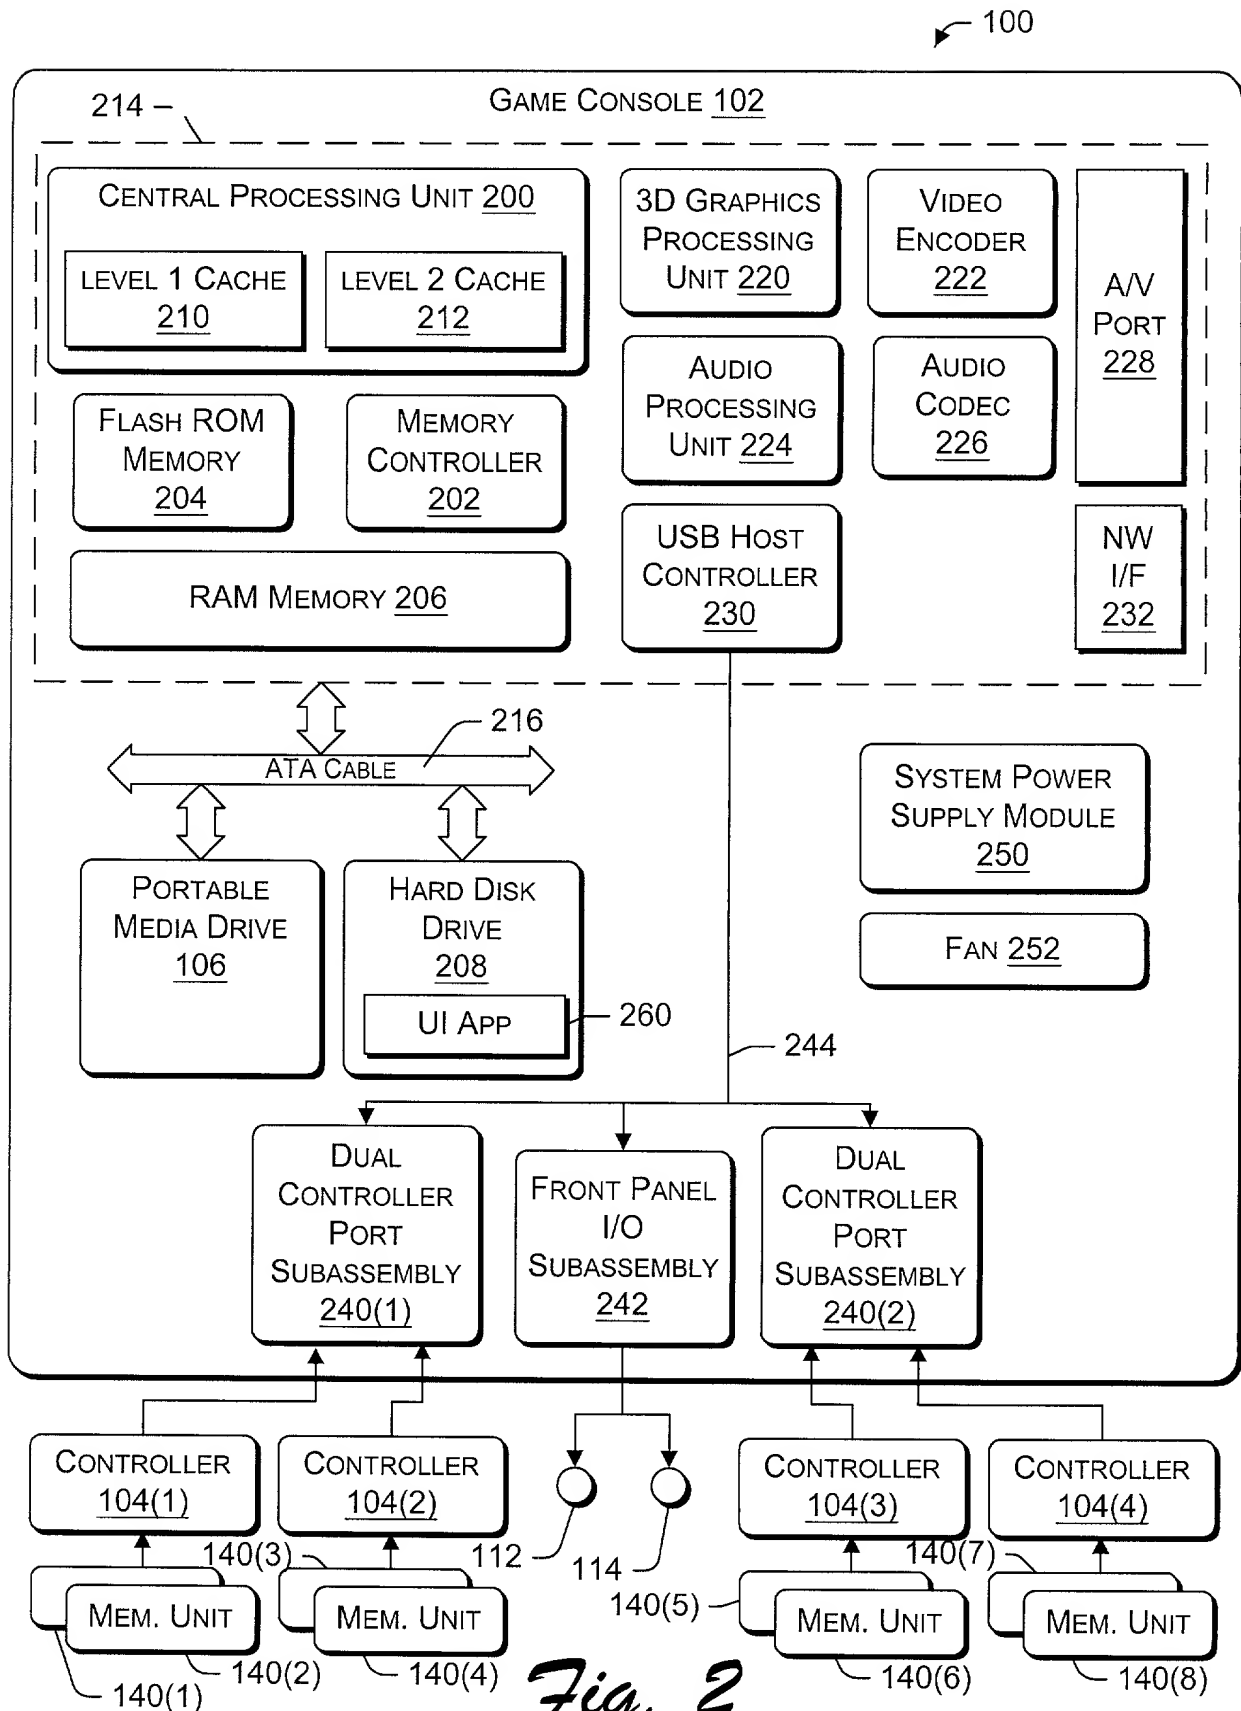 100
GAME CONSOLE 102
214
CENTRAL PROCESSING UNIT 200
LEVEL 1 CACHE
210
LEVEL 2 CACHE
212
3D GRAPHICS
PROCESSING
UNIT 220
VIDEO
ENCODER
222
A/V
PORT
228
AUDIO
PROCESSING
UNIT 224
AUDIO
CODEC
226
FLASH ROM
MEMORY
204
MEMORY
CONTROLLER
202
USB HOST
CONTROLLER
230
NW
I/F
232
RAM MEMORY 206
216
ATA CABLE
SYSTEM POWER
SUPPLY MODULE
250
PORTABLE
MEDIA DRIVE
106
HARD DISK
DRIVE
208
UI APP
260
FAN 252
244
DUAL
CONTROLLER
PORT
SUBASSEMBLY
240(1)
FRONT PANEL
I/O
SUBASSEMBLY
242
DUAL
CONTROLLER
PORT
SUBASSEMBLY
240(2)
CONTROLLER
104(1)
CONTROLLER
104(2)
CONTROLLER
104(3)
CONTROLLER
104(4)
112
114
140(3)
140(7)
140(5)
MEM. UNIT
MEM. UNIT
MEM. UNIT
MEM. UNIT
140(1)
140(2)
140(4)
140(6)
140(8)
Fig. 2